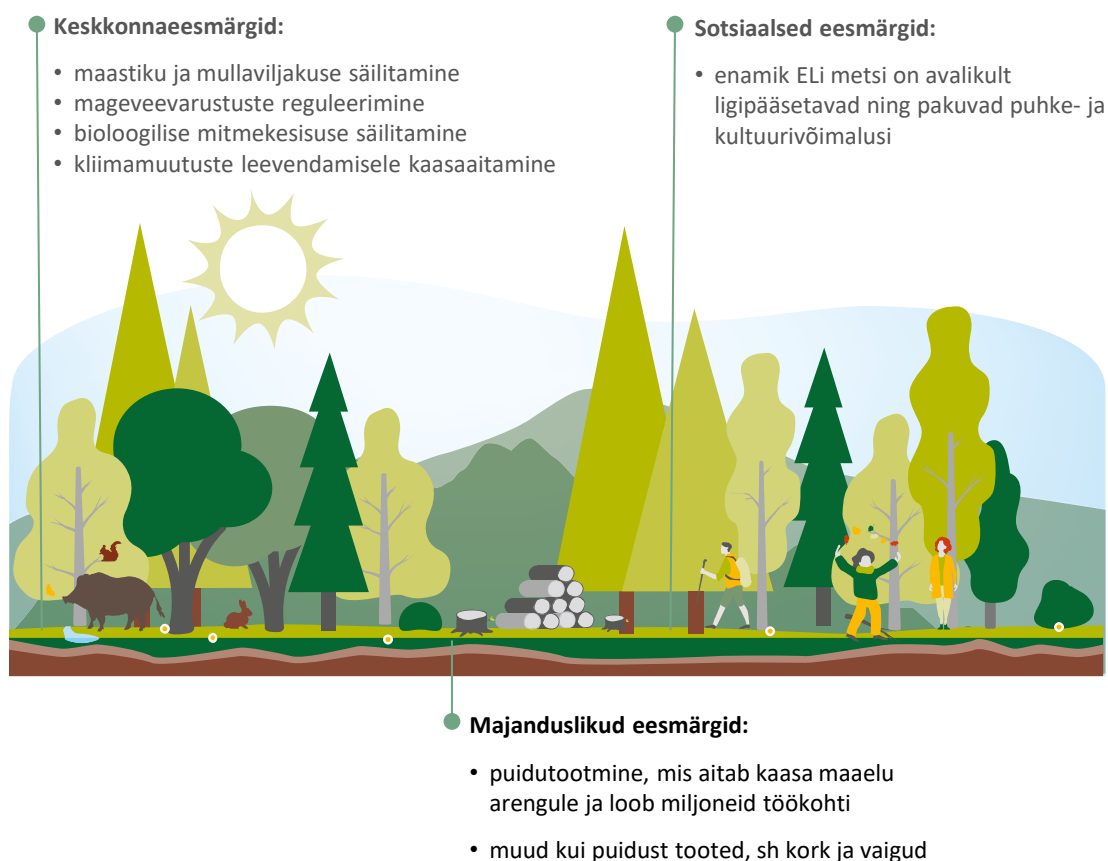 Keskkonnaeesmärgid:
• maastiku ja mullaviljakuse säilitamine
• mageveevarustuste reguleerimine
• bioloogilise mitmekesisuse säilitamine
• kliimamuutuste leevendamisele kaasaaitamine
Sotsiaalsed eesmärgid:
• enamik ELi metsi on avalikult
ligipääsetavad ning pakuvad puhke- ja
kultuurivõimalusi
Majanduslikud eesmärgid:
• puidutootmine, mis aitab kaasa maaelu
arengule ja loob miljoneid töökohti
• muud kui puidust tooted, sh kork ja vaigud